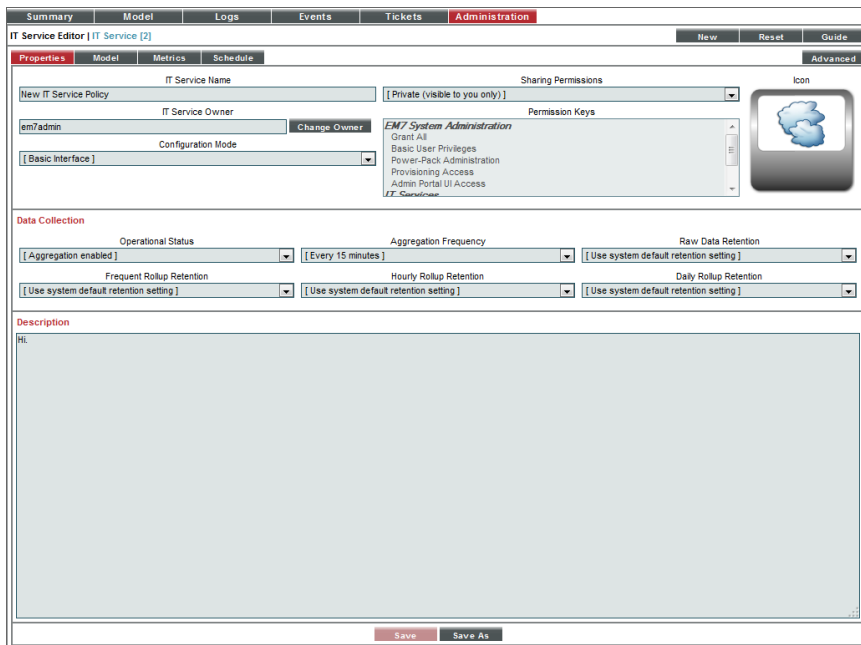 Summary Model Logs Events Tickets Administration
IT Service Editor | IT Service [2] New Reset Guide
Properties Model Metrics Schedule Advanced
IT Service Name Sharing Permissions Icon
New IT Service Policy [ Private (visible to you only) ]
IT Service Owner Permission Keys
em7admin Change Owner EM7 System Administration
Grant All
Configuration Mode Basic User Privileges
[ Basic Interface ] Power-Pack Administration
Provisioning Access
Admin Portal UI Access
IT Services
Data Collection
Operational Status Aggregation Frequency Raw Data Retention
[ Aggregation enabled ] [ Every 15 minutes ] [ Use system default retention setting ]
Frequent Rollup Retention Hourly Rollup Retention Daily Rollup Retention
[ Use system default retention setting ] [ Use system default retention setting ] [ Use system default retention setting ]
Description
Hi.
Save Save As